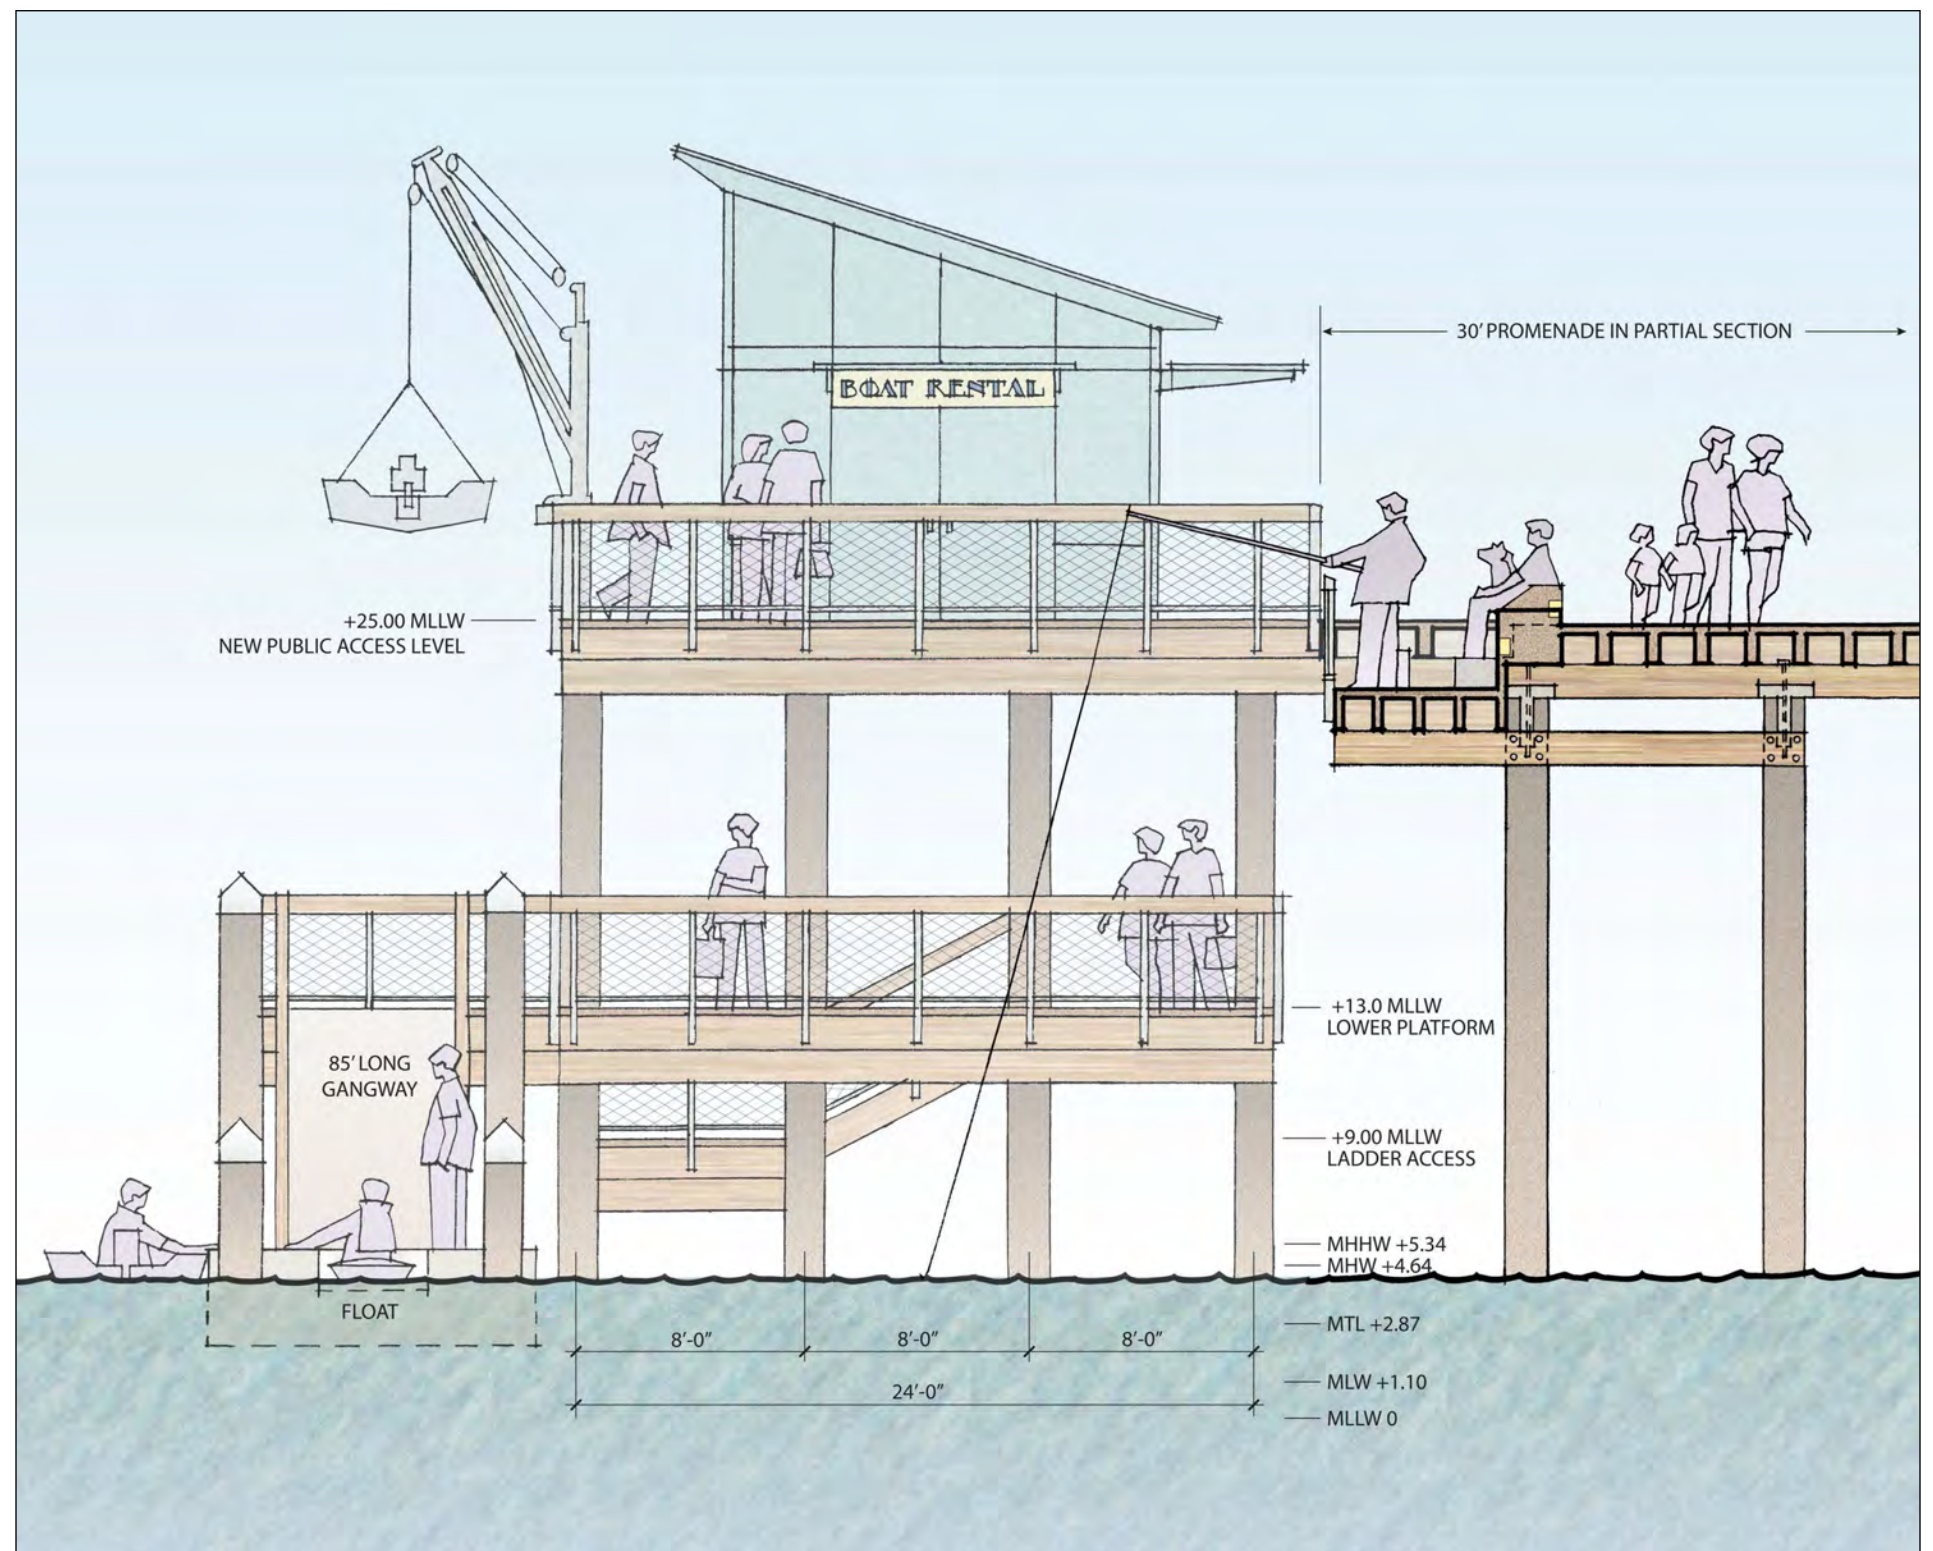 30' PROMENADE IN PARTIAL SECTION
BOAT RENTAL
+25.00 MLLW
NEW PUBLIC ACCESS LEVEL
+13.0 MLLW
LOWER PLATFORM
85' LONG
GANGWAY
+9.00 MLLW
LADDER ACCESS
MHHW +5.34
MHW +4.64
FLOAT
MTL +2.87
8'-0" 8'-0" 8'-0"
MLW +1.10
24'-0"
MLLW 0